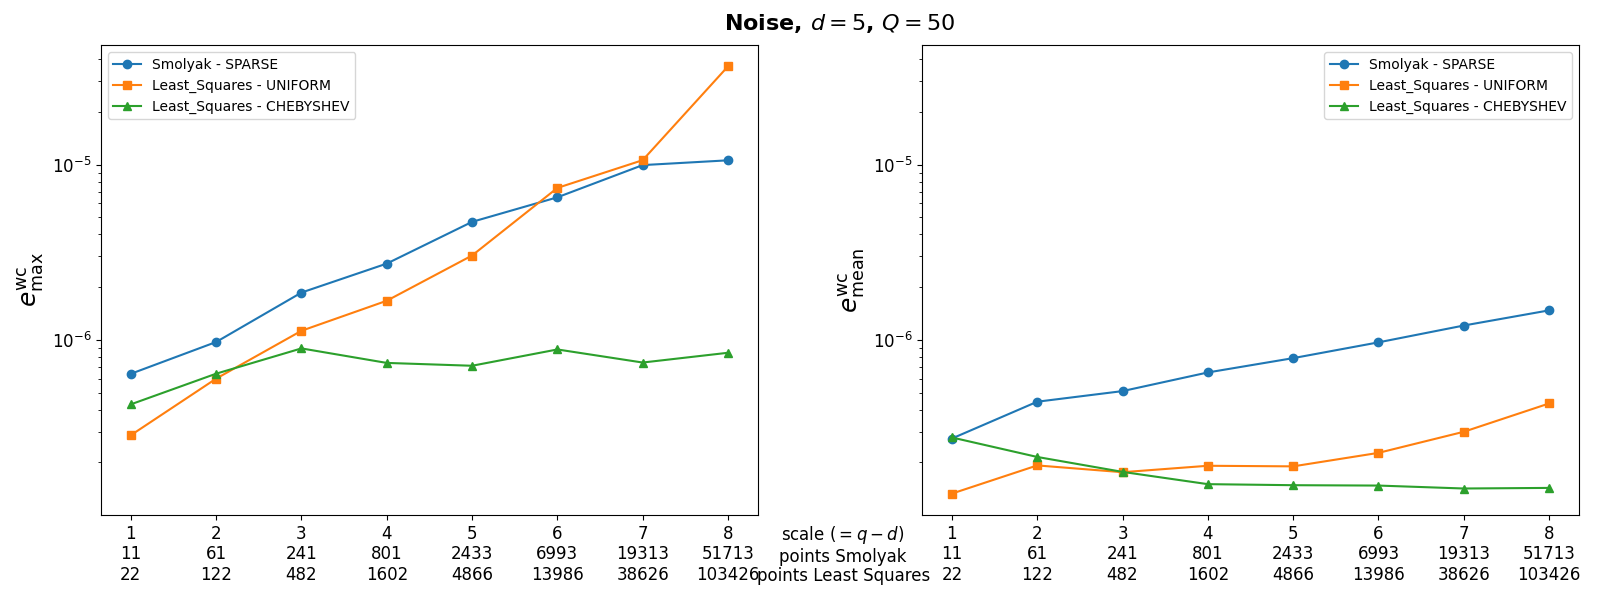 Noise, d = 5, Q = 50
Smolyak - SPARSE
Least_Squares - UNIFORM
Least_Squares - CHEBYSHEV
10^-5
10^-6
e^wc_max
1 2 3 4 5 6 7 8
11 61 241 801 2433 6993 19313 51713
22 122 482 1602 4866 13986 38626 103426
scale (= q − d)
points Smolyak
points Least Squares
Smolyak - SPARSE
Least_Squares - UNIFORM
Least_Squares - CHEBYSHEV
10^-5
10^-6
e^wc_mean
1 2 3 4 5 6 7 8
11 61 241 801 2433 6993 19313 51713
22 122 482 1602 4866 13986 38626 103426